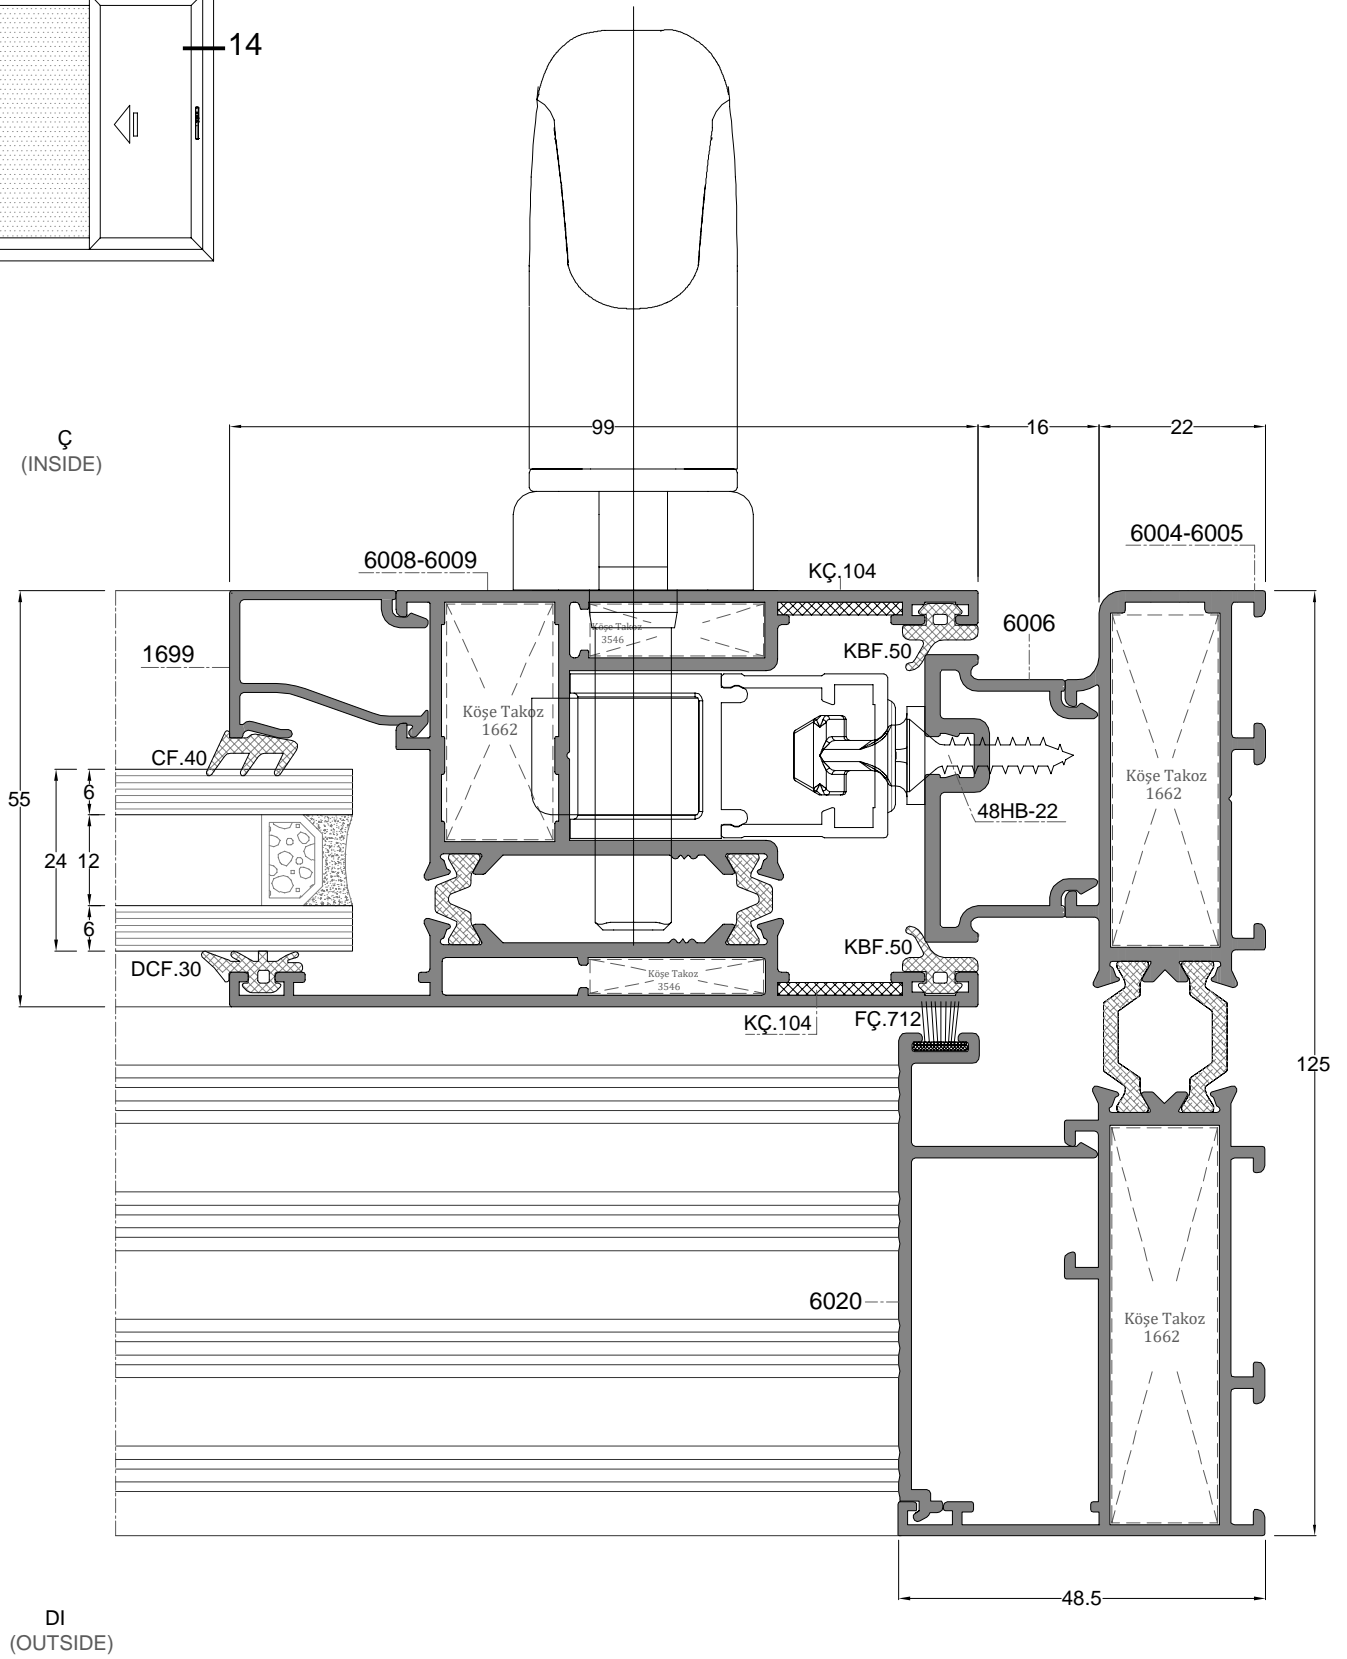 14
Ç
(INSIDE)
99
16
22
6004-6005
6008-6009
KÇ.104
6006
1699
Köşe Takoz
3546
KBF.50
Köşe Takoz
1662
CF.40
Köşe Takoz
1662
55
6
48HB-22
24
12
6
KBF.50
DCF.30
Köşe Takoz
3546
KÇ.104
FÇ.712
125
6020
Köşe Takoz
1662
48.5
DI
(OUTSIDE)